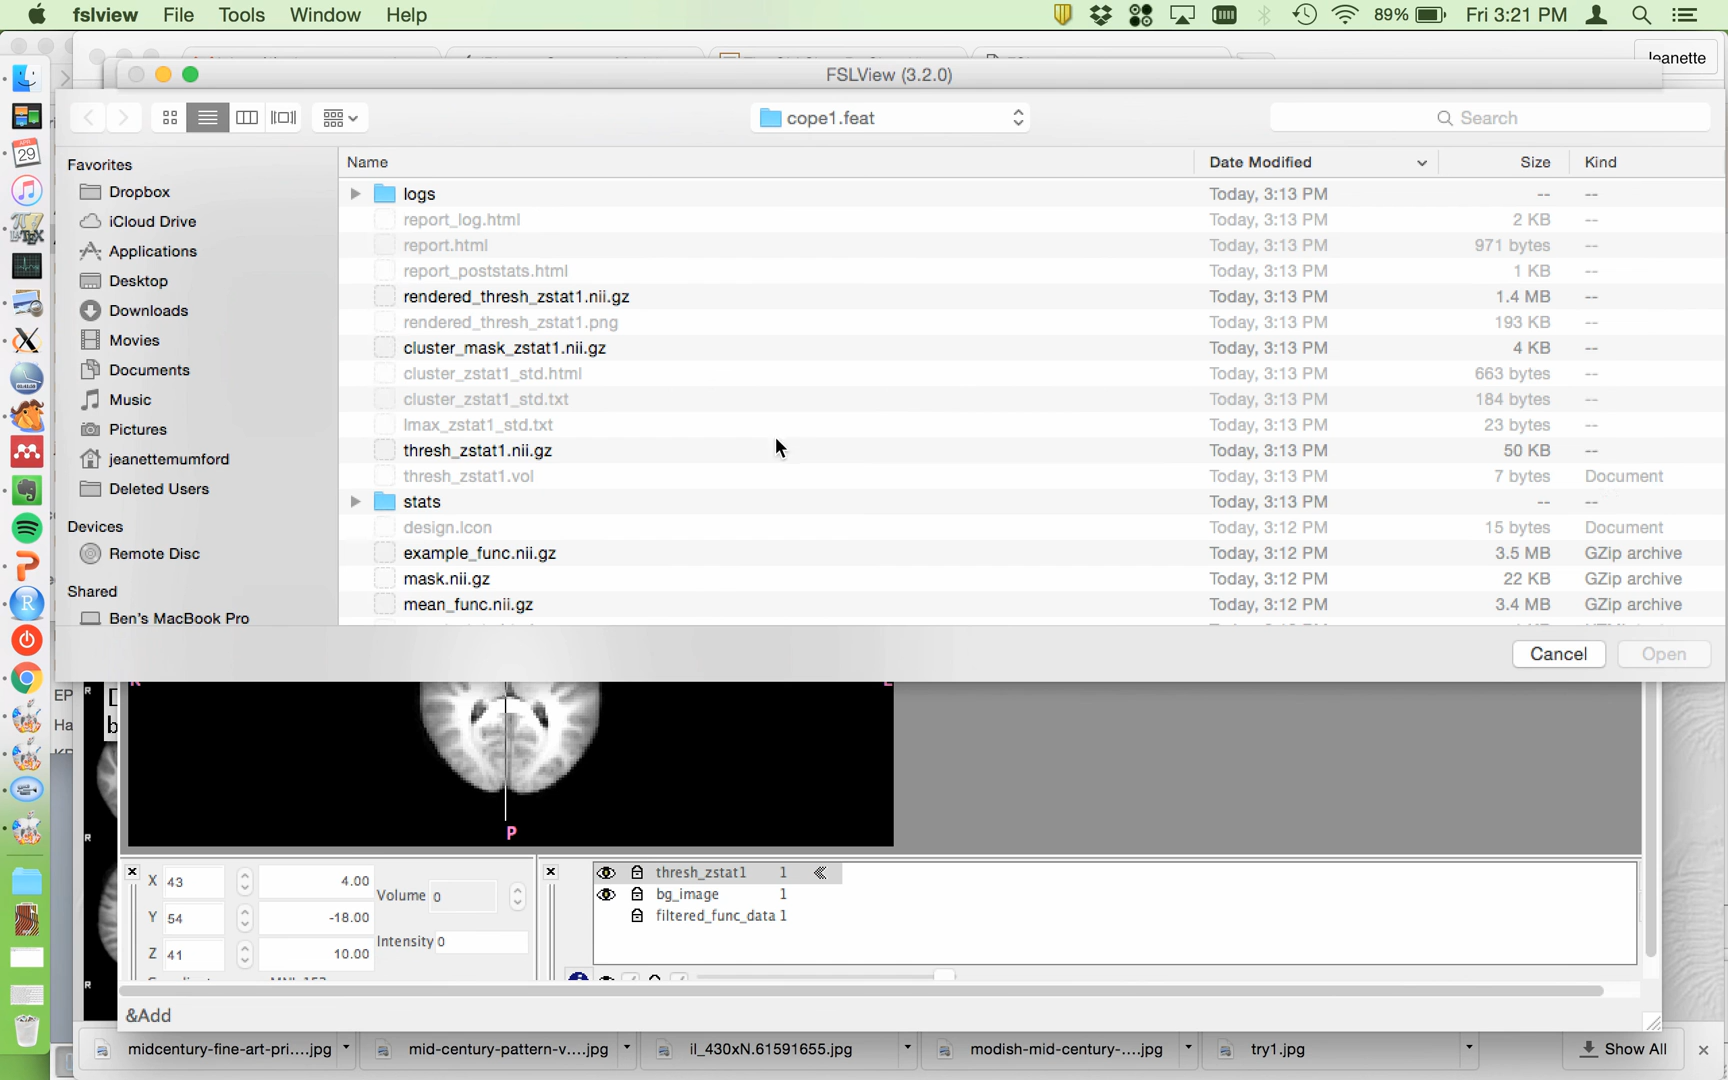 fslview File Tools Window Help 89% Fri 3:21 PM
Jeanette
FSLView (3.2.0)
cope1.feat Search
Favorites
Dropbox
iCloud Drive
Applications
Desktop
Downloads
Movies
Documents
Music
Pictures
jeanettemumford
Deleted Users
Devices
Remote Disc
Shared
Ben's MacBook Pro
Name Date Modified Size Kind
logs Today, 3:13 PM -- --
report_log.html Today, 3:13 PM 2 KB --
report.html Today, 3:13 PM 971 bytes --
report_poststats.html Today, 3:13 PM 1 KB --
rendered_thresh_zstat1.nii.gz Today, 3:13 PM 1.4 MB --
rendered_thresh_zstat1.png Today, 3:13 PM 193 KB --
cluster_mask_zstat1.nii.gz Today, 3:13 PM 4 KB --
cluster_zstat1_std.html Today, 3:13 PM 663 bytes --
cluster_zstat1_std.txt Today, 3:13 PM 184 bytes --
lmax_zstat1_std.txt Today, 3:13 PM 23 bytes --
thresh_zstat1.nii.gz Today, 3:13 PM 50 KB --
thresh_zstat1.vol Today, 3:13 PM 7 bytes Document
stats Today, 3:13 PM -- --
design.lcon Today, 3:12 PM 15 bytes Document
example_func.nii.gz Today, 3:12 PM 3.5 MB GZip archive
mask.nii.gz Today, 3:12 PM 22 KB GZip archive
mean_func.nii.gz Today, 3:12 PM 3.4 MB GZip archive
Cancel Open
EP
Ha
R
R
R
P
X 43 4.00
Y 54 -18.00
Z 41 10.00
Volume 0
Intensity 0
thresh_zstat1 1
bg_image 1
filtered_func_data 1
&Add
midcentury-fine-art-pri....jpg mid-century-pattern-v....jpg il_430xN.61591655.jpg modish-mid-century-....jpg try1.jpg Show All